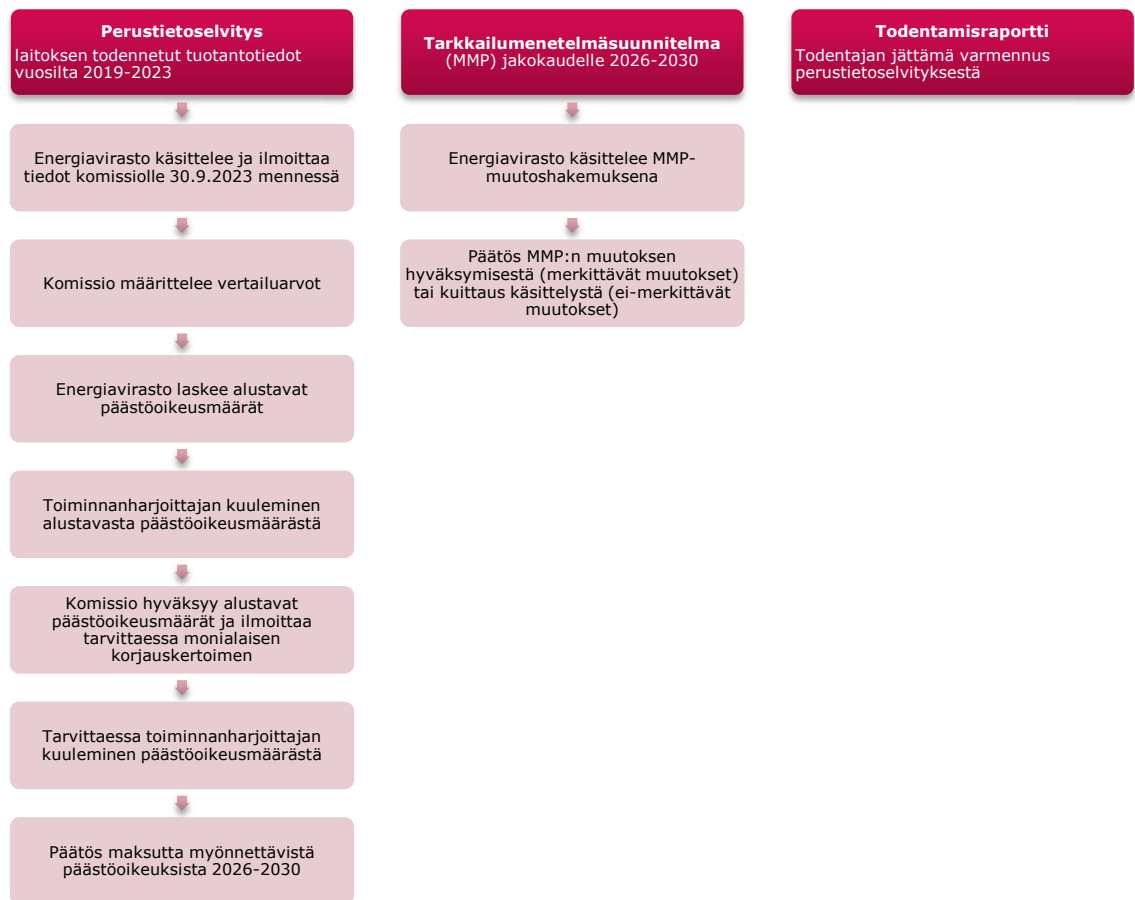 Perustietoselvitys
laitoksen todennetut tuotantotiedot
vuosilta 2019-2023
Energiavirasto käsittelee ja ilmoittaa
tiedot komissiolle 30.9.2023 mennessä
Komissio määrittelee vertailuarvot
Energiavirasto laskee alustavat
päästöoikeusmäärät
Toiminnanharjoittajan kuuleminen
alustavasta päästöoikeusmäärästä
Komissio hyväksyy alustavat
päästöoikeusmäärät ja ilmoittaa
tarvittaessa monialaisen
korjauskertoimen
Tarvittaessa toiminnanharjoittajan
kuuleminen päästöoikeusmäärästä
Päätös maksutta myönnettävistä
päästöoikeuksista 2026-2030
Tarkkailumenetelmäsuunnitelma
(MMP) jakokaudelle 2026-2030
Energiavirasto käsittelee MMP-
muutoshakemuksena
Päätös MMP:n muutoksen
hyväksymisestä (merkittävät muutokset)
tai kuittaus käsittelystä (ei-merkittävät
muutokset)
Todentamisraportti
Todentajan jättämä varmennus
perustietoselvityksestä